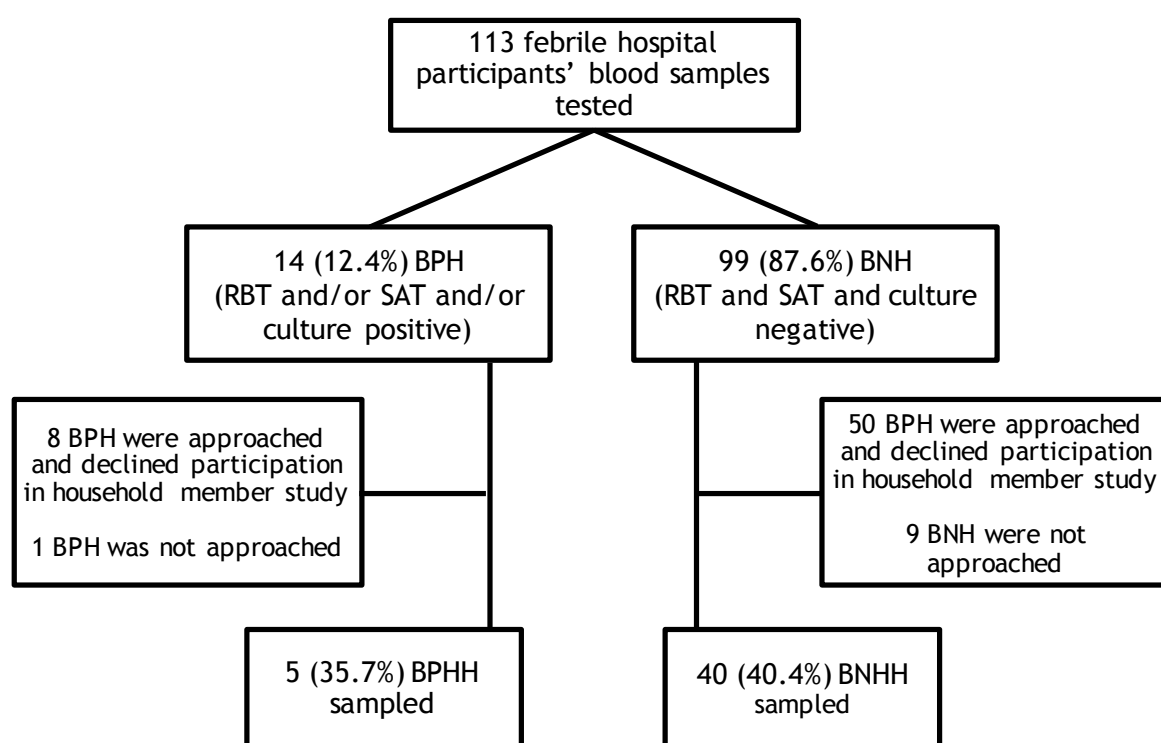 113 febrile hospital
participants’ blood samples
tested
14 (12.4%) BPH
(RBT and/or SAT and/or
culture positive)
99 (87.6%) BNH
(RBT and SAT and culture
negative)
8 BPH were approached
and declined participation
in household member study
1 BPH was not approached
50 BPH were approached
and declined participation
in household member study
9 BNH were not
approached
5 (35.7%) BPHH
sampled
40 (40.4%) BNHH
sampled